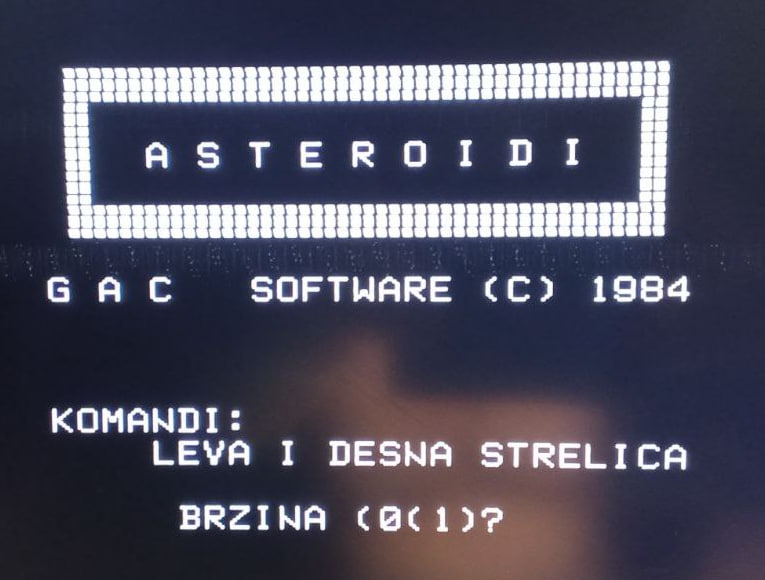 A S T E R O I D I
G A C SOFTWARE (C) 1984
KOMANDI:
LEVA I DESNA STRELICA
BRZINA (0(1)?